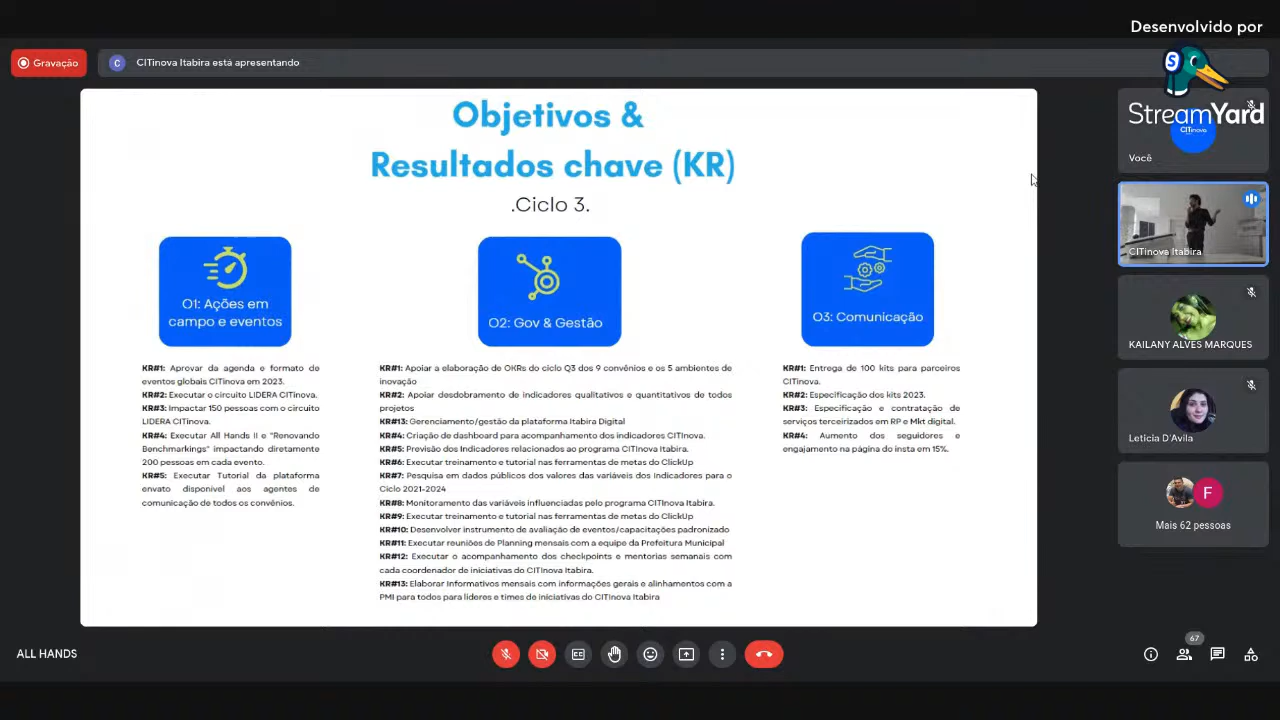 Desenvolvido por
StreamYard
Gravação
C
CITinova Itabira está apresentando
Objetivos &
Resultados chave (KR)
.Ciclo 3.
O1: Ações em
campo e eventos
KR#1: Aprovar da agenda e formato de
eventos globais CITinova em 2023.
KR#2: Executar o circuito LIDERA CITinova.
KR#3: Impactar 150 pessoas com o circuito
LIDERA CITinova.
KR#4: Executar All Hands II e "Renovando
Benchmarkings" impactando diretamente
200 pessoas em cada evento.
KR#5: Executar Tutorial da plataforma
envato disponível aos agentes de
comunicação de todos os convênios.
O2: Gov & Gestão
KR#1: Apoiar a elaboração de OKRs do ciclo Q3 dos 9 convênios e os 5 ambientes de
inovação
KR#2: Apoiar desdobramento de indicadores qualitativos e quantitativos de todos
projetos
KR#13: Gerenciamento/gestão da plataforma Itabira Digital
KR#4: Criação de dashboard para acompanhamento dos indicadores CITInova.
KR#5: Previsão dos Indicadores relacionados ao programa CITInova Itabira.
KR#6: Executar treinamento e tutorial nas ferramentas de metas do ClickUp
KR#7: Pesquisa em dados públicos dos valores das variáveis dos indicadores para o
Ciclo 2021-2024
KR#8: Monitoramento das variáveis influenciadas pelo programa CITInova Itabira.
KR#9: Executar treinamento e tutorial nas ferramentas de metas do ClickUp
KR#10: Desenvolver instrumento de avaliação de eventos/capacitações padronizado
KR#11: Executar reuniões de Planning mensais com a equipe da Prefeitura Municipal
KR#12: Executar o acompanhamento dos checkpoints e mentorias semanais com
cada coordenador de iniciativas do CITInova Itabira.
KR#13: Elaborar Informativos mensais com informações gerais e alinhamentos com a
PMI para todos para líderes e times de iniciativas do CITInova Itabira
O3: Comunicação
KR#1: Entrega de 100 kits para parceiros
CITinova.
KR#2: Especificação dos kits 2023.
KR#3: Especificação e contratação de
serviços terceirizados em RP e Mkt digital.
KR#4: Aumento dos seguidores e
engajamento na página do insta em 15%.
CITinova
Você
CITinova Itabira
KAILANY ALVES MARQUES
Letícia D'Avila
F
Mais 62 pessoas
ALL HANDS
67